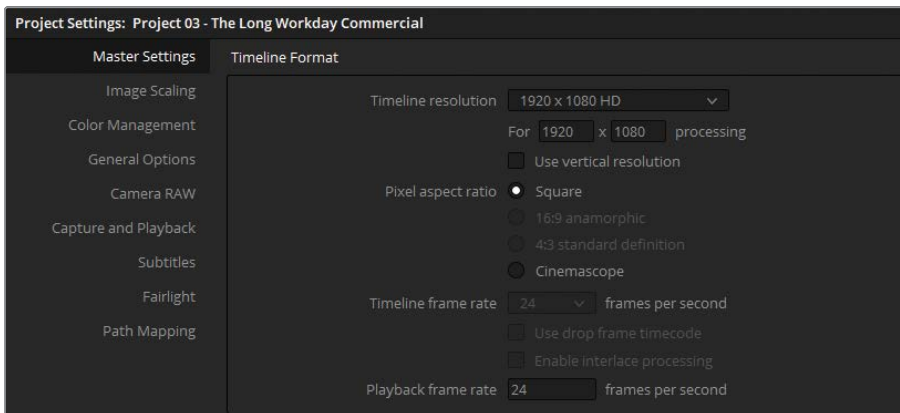 Project Settings: Project 03 - The Long Workday Commercial
Master Settings
Image Scaling
Color Management
General Options
Camera RAW
Capture and Playback
Subtitles
Fairlight
Path Mapping
Timeline Format
Timeline resolution 1920 x 1080 HD
For 1920 x 1080 processing
Use vertical resolution
Pixel aspect ratio Square
16:9 anamorphic
4:3 standard definition
Cinemascope
Timeline frame rate 24 frames per second
Use drop frame timecode
Enable interlace processing
Playback frame rate 24 frames per second